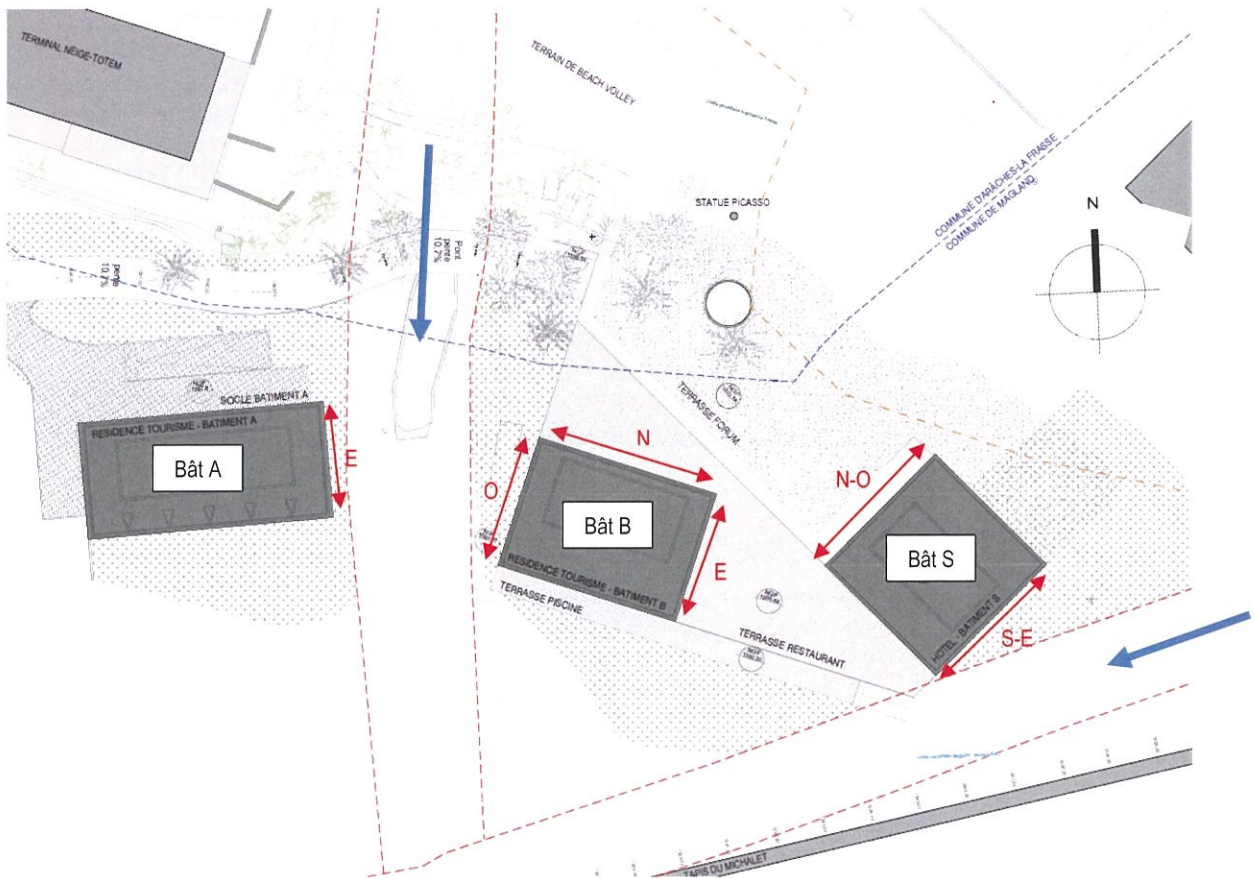 TERMINAL NEIGE-TOTEM
TERRAIN DE BEACH VOLLEY
COMMUNE D'ARÂCHES-LA FRASSE
COMMUNE DE MAGLAND
STATUE PICASSO
N
Pont
pente
10.7%
pente
10.7%
SOCLE BATIMENT A
RESIDENCE TOURISME - BATIMENT A
Bât A
E
TERRASSE FORUM
N
O
Bât B
E
RESIDENCE TOURISME - BATIMENT B
TERRASSE PISCINE
TERRASSE RESTAURANT
N-O
Bât S
HOTEL - BATIMENT S
S-E
TAPIS DU MICHALET